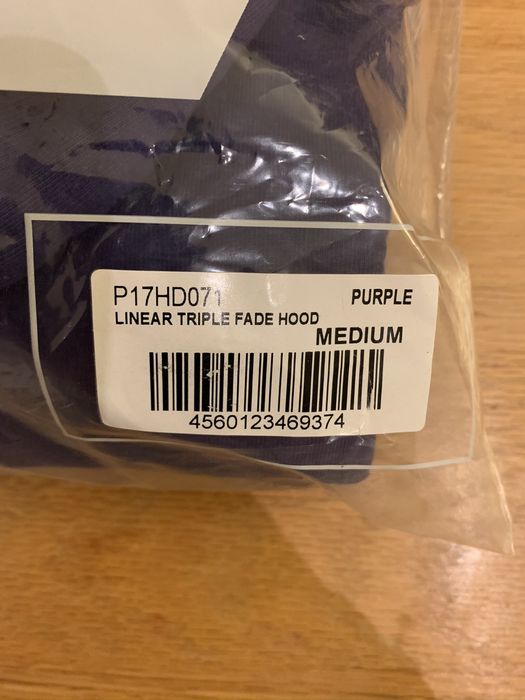 P17HD071 PURPLE
LINEAR TRIPLE FADE HOOD
MEDIUM
4560123469374